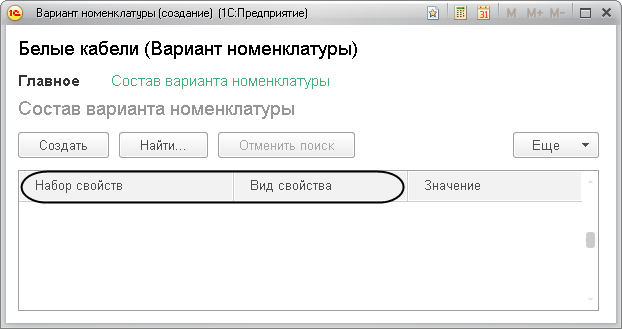 Вариант номенклатуры (создание) (1С:Предприятие)
M M+ M-
31
Белые кабели (Вариант номенклатуры)
Главное Состав варианта номенклатуры
Состав варианта номенклатуры
Создать Найти... Отменить поиск Еще
Набор свойств Вид свойства Значение